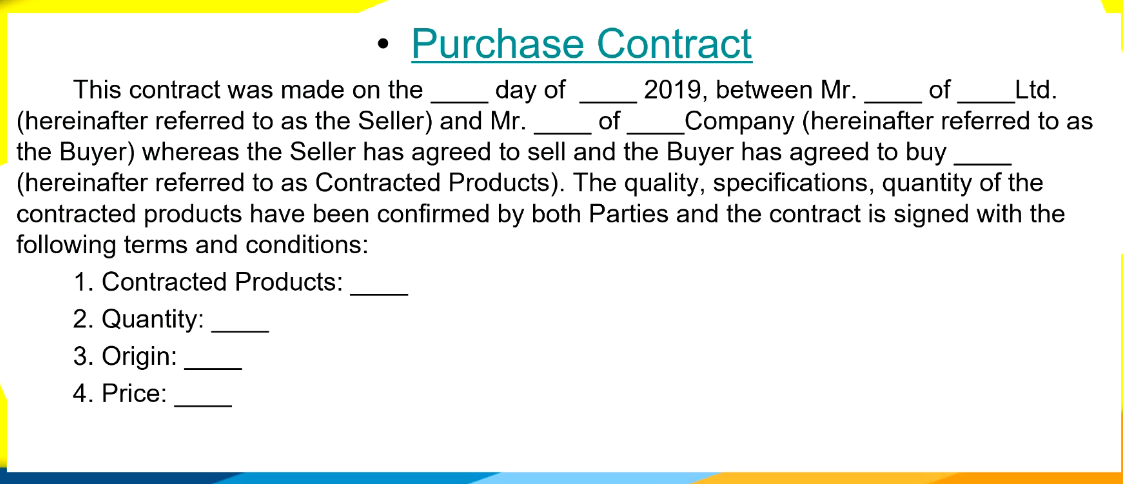 • Purchase Contract
This contract was made on the ____ day of ____ 2019, between Mr. ____ of ____Ltd.
(hereinafter referred to as the Seller) and Mr. ____ of ____Company (hereinafter referred to as
the Buyer) whereas the Seller has agreed to sell and the Buyer has agreed to buy ____
(hereinafter referred to as Contracted Products). The quality, specifications, quantity of the
contracted products have been confirmed by both Parties and the contract is signed with the
following terms and conditions:
1. Contracted Products: ____
2. Quantity: ____
3. Origin: ____
4. Price: ____